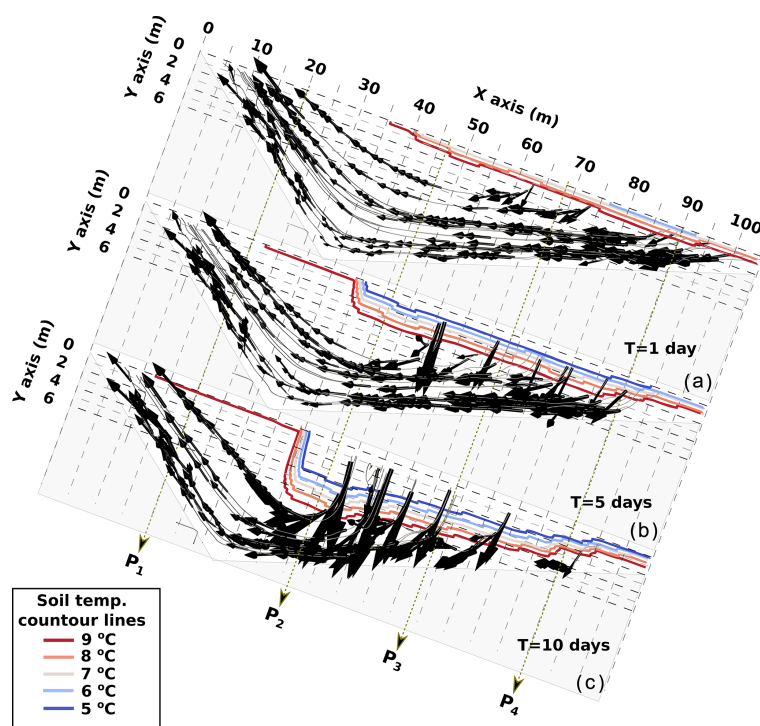 0
10
20
30
40
50
60
70
80
90
100
X axis (m)
Y axis (m)
0
2
4
6
T=1 day
(a)
Y axis (m)
0
2
4
6
T=5 days
(b)
Y axis (m)
0
2
4
6
T=10 days
(c)
P1
P2
P3
P4
Soil temp.
countour lines
9 ºC
8 ºC
7 ºC
6 ºC
5 ºC